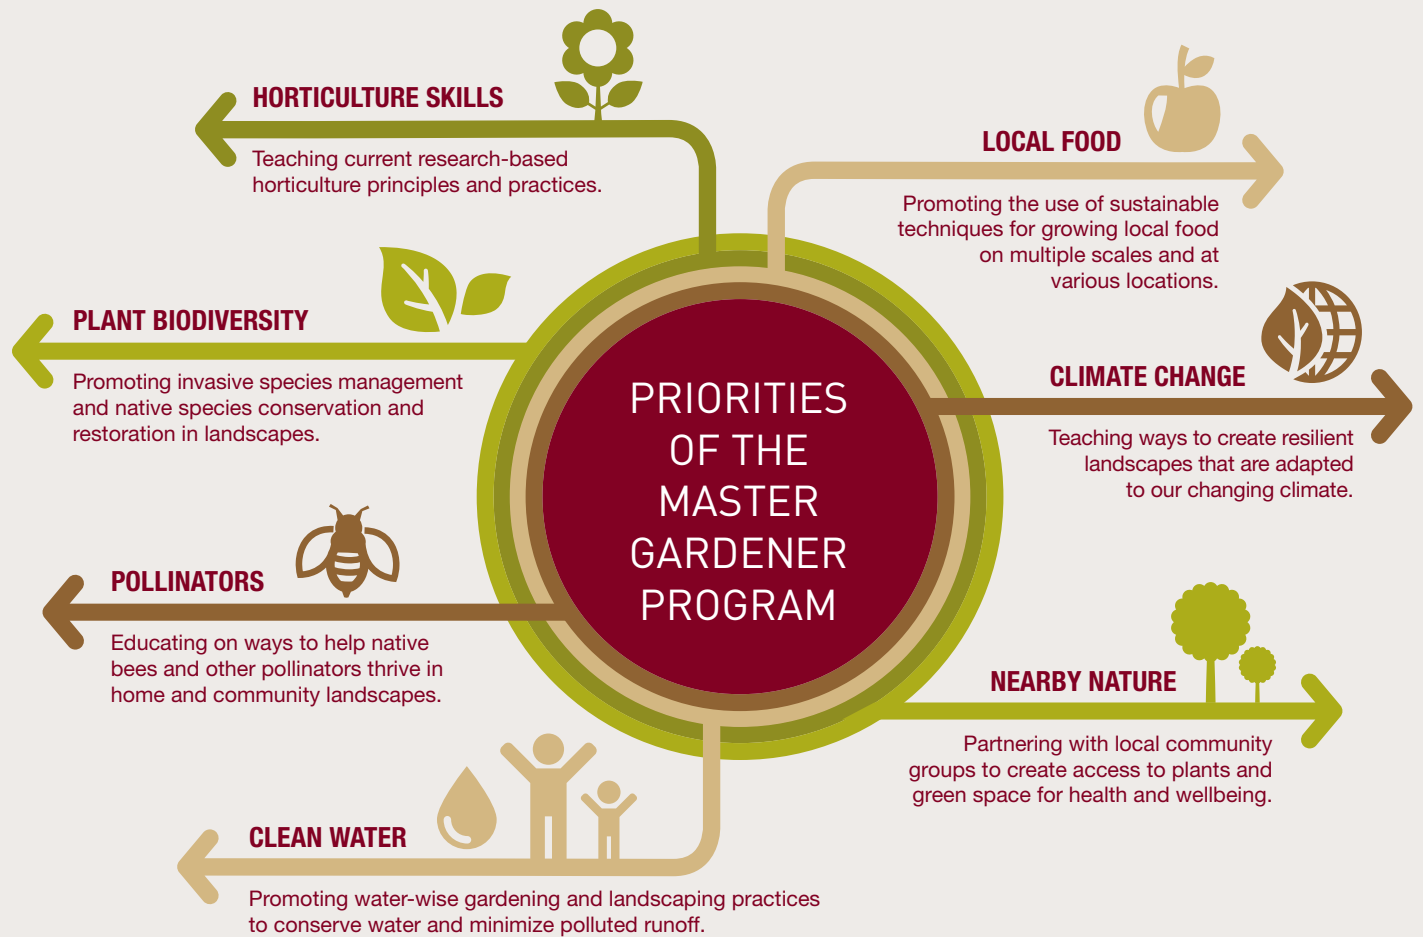 HORTICULTURE SKILLS
Teaching current research-based
horticulture principles and practices.
LOCAL FOOD
Promoting the use of sustainable
techniques for growing local food
on multiple scales and at
various locations.
PLANT BIODIVERSITY
Promoting invasive species management
and native species conservation and
restoration in landscapes.
CLIMATE CHANGE
Teaching ways to create resilient
landscapes that are adapted
to our changing climate.
PRIORITIES
OF THE
MASTER
GARDENER
PROGRAM
POLLINATORS
Educating on ways to help native
bees and other pollinators thrive in
home and community landscapes.
NEARBY NATURE
Partnering with local community
groups to create access to plants and
green space for health and wellbeing.
CLEAN WATER
Promoting water-wise gardening and landscaping practices
to conserve water and minimize polluted runoff.